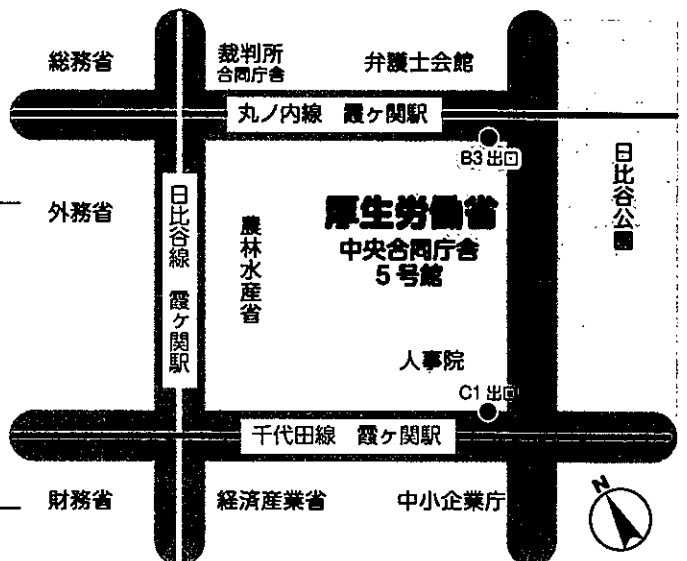 総務省
裁判所
合同庁舎
弁護士会館
丸ノ内線 霞ヶ関駅
B3出口
日比谷公園
外務省
日比谷線 霞ヶ関駅
農林水産省
厚生労働省
中央合同庁舎
5号館
人事院
C1出口
千代田線 霞ヶ関駅
財務省
経済産業省
中小企業庁
N